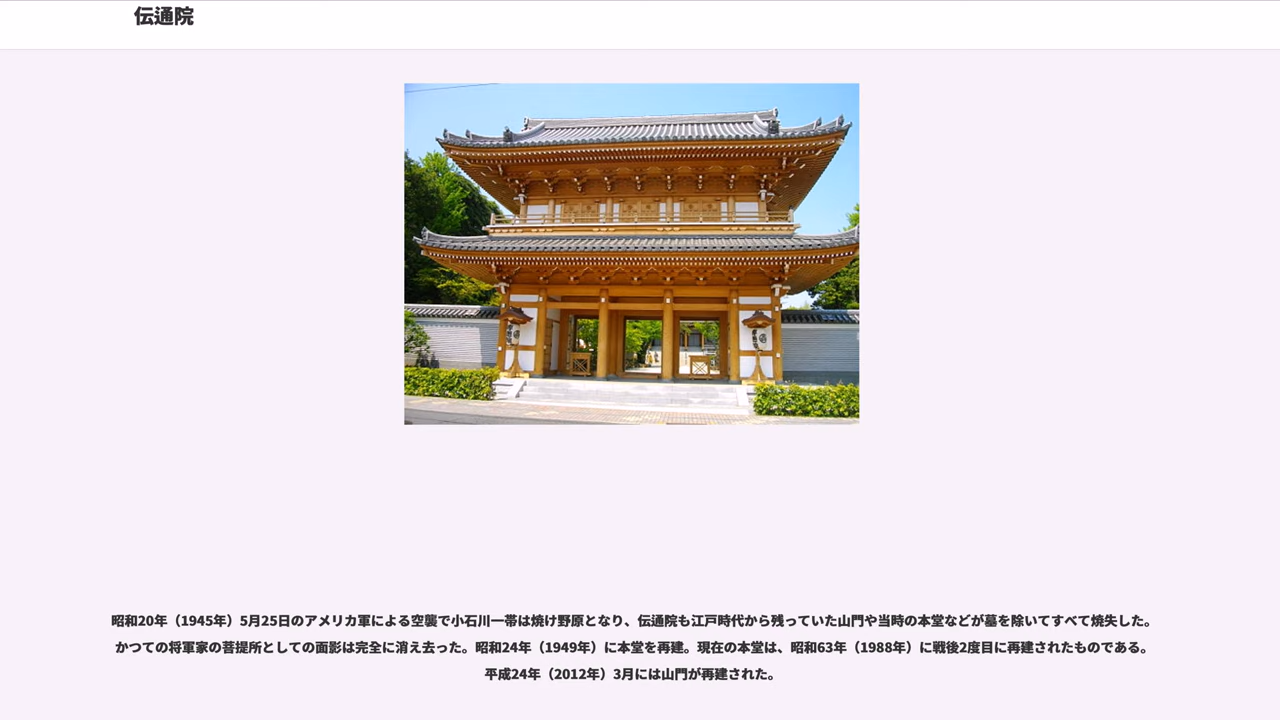 伝通院
昭和20年（1945年）5月25日のアメリカ軍による空襲で小石川一帯は焼け野原となり、伝通院も江戸時代から残っていた山門や当時の本堂などが墓を除いてすべて焼失した。
かつての将軍家の菩提所としての面影は完全に消え去った。昭和24年（1949年）に本堂を再建。現在の本堂は、昭和63年（1988年）に戦後2度目に再建されたものである。
平成24年（2012年）3月には山門が再建された。